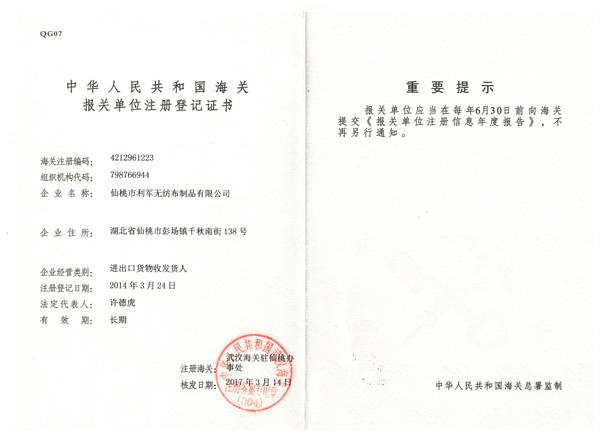 QG07
中华人民共和国海关
报关单位注册登记证书
海关注册编码： 4212961223
组织机构代码： 798766944
企业名称： 仙桃市利军无纺布制品有限公司
企业住所： 湖北省仙桃市彭场镇千秋南街138号
企业经营类别： 进出口货物收发货人
注册登记日期： 2014年3月24日
法定代表人： 许德虎
有效期： 长期
注册海关： 武汉海关驻仙桃办
事处
核发日期： 2017年3月14日
(004)
重要提示
报关单位应当在每年6月30日前向海关
提交《报关单位注册信息年度报告》，不
再另行通知。
中华人民共和国海关总署监制